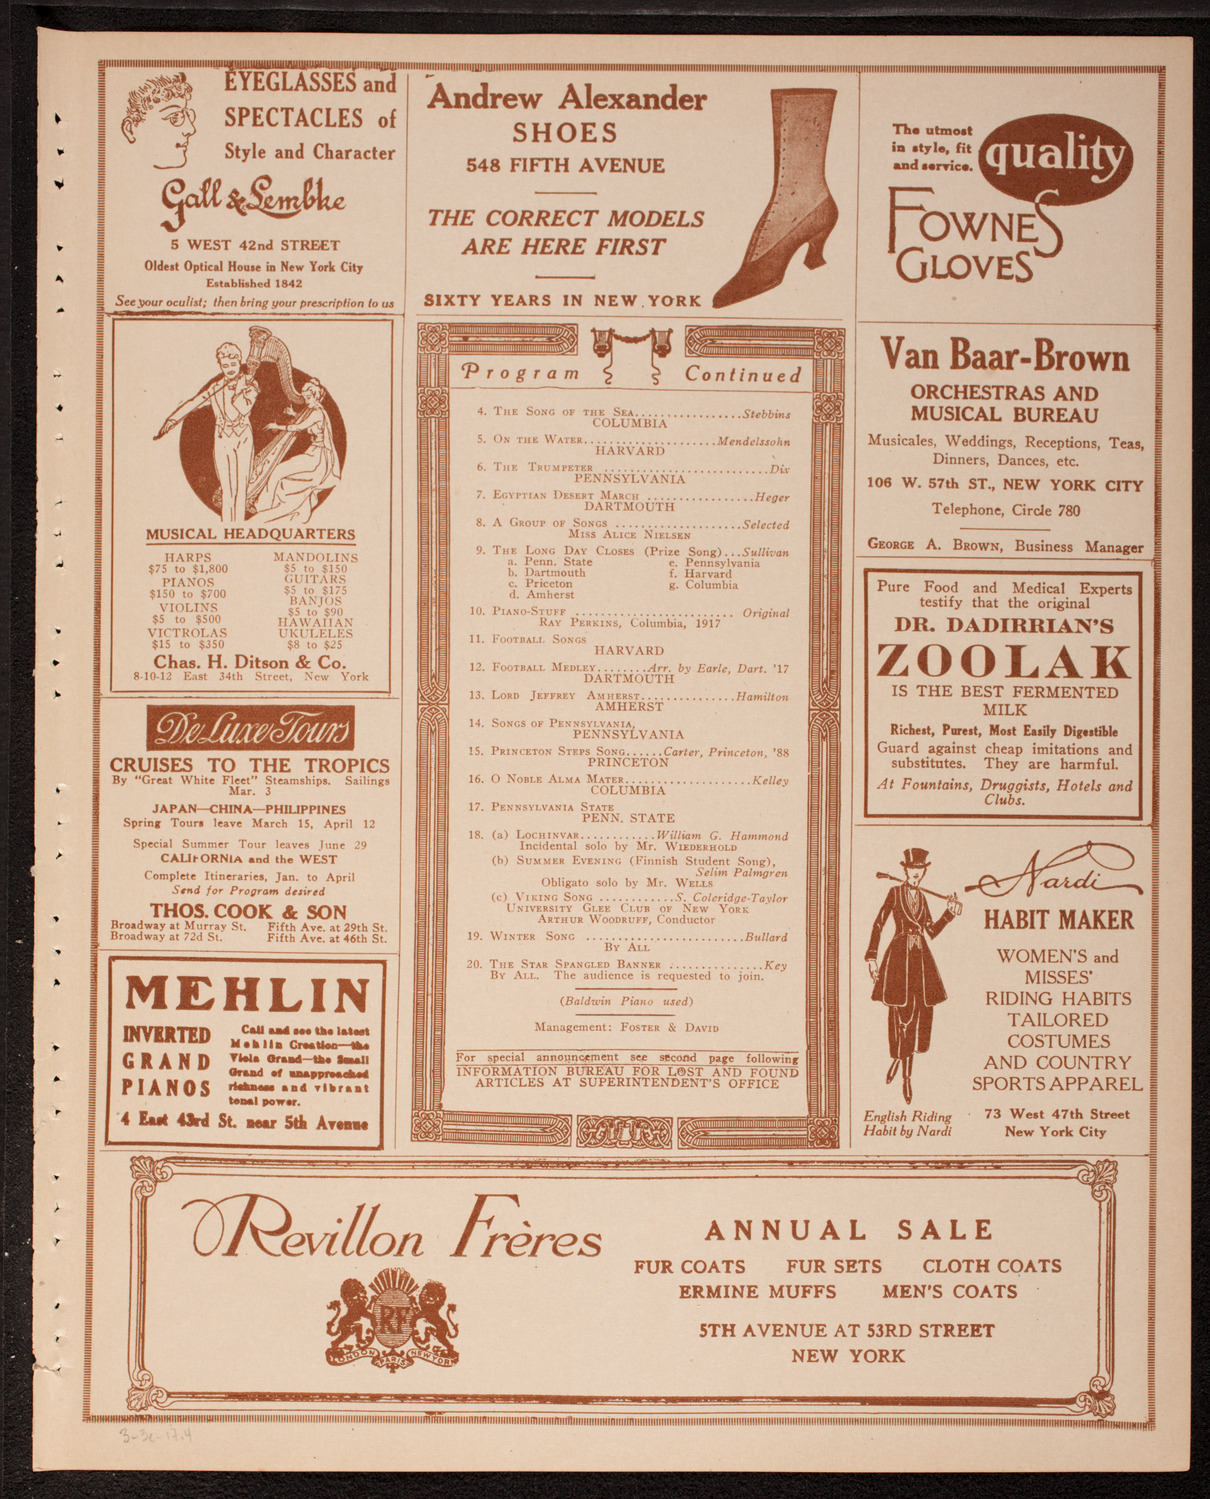 EYEGLASSES and
SPECTACLES of
Style and Character
Gall & Lembke
5 WEST 42nd STREET
Oldest Optical House in New York City
Established 1842
See your oculist; then bring your prescription to us
Andrew Alexander
SHOES
548 FIFTH AVENUE
THE CORRECT MODELS
ARE HERE FIRST
SIXTY YEARS IN NEW YORK
The utmost
in style, fit
and service.
quality
FOWNES
GLOVES
MUSICAL HEADQUARTERS
HARPS
$75 to $1,800
PIANOS
$150 to $700
VIOLINS
$5 to $500
VICTROLAS
$15 to $350
MANDOLINS
$5 to $150
GUITARS
$5 to $175
BANJOS
$5 to $90
HAWAIIAN
UKULELES
$8 to $25
Chas. H. Ditson & Co.
8-10-12 East 34th Street, New York
De Luxe Tours
CRUISES TO THE TROPICS
By "Great White Fleet" Steamships. Sailings
Mar. 3
JAPAN—CHINA—PHILIPPINES
Spring Tours leave March 15, April 12
Special Summer Tour leaves June 29
CALIFORNIA and the WEST
Complete Itineraries, Jan. to April
Send for Program desired
THOS. COOK & SON
Broadway at Murray St. Fifth Ave. at 29th St.
Broadway at 72d St. Fifth Ave. at 46th St.
MEHLIN
INVERTED
GRAND
PIANOS
Call and see the latest
Mehlin Creation—the
Viola Grand—the Small
Grand of unapproached
richness and vibrant
tonal power.
4 East 43rd St. near 5th Avenue
Program Continued
4. THE SONG OF THE SEA.................Stebbins
COLUMBIA
5. ON THE WATER.....................Mendelssohn
HARVARD
6. THE TRUMPETER ..........................Dix
PENNSYLVANIA
7. EGYPTIAN DESERT MARCH .................Heger
DARTMOUTH
8. A GROUP OF SONGS ....................Selected
MISS ALICE NIELSEN
9. THE LONG DAY CLOSES (Prize Song)...Sullivan
a. Penn. State e. Pennsylvania
b. Dartmouth f. Harvard
c. Priceton g. Columbia
d. Amherst
10. PIANO-STUFF ......................... Original
RAY PERKINS, Columbia, 1917
11. FOOTBALL SONGS
HARVARD
12. FOOTBALL MEDLEY........Arr. by Earle, Dart. '17
DARTMOUTH
13. LORD JEFFREY AMHERST...............Hamilton
AMHERST
14. SONGS OF PENNSYLVANIA,
PENNSYLVANIA
15. PRINCETON STEPS SONG......Carter, Princeton, '88
PRINCETON
16. O NOBLE ALMA MATER....................Kelley
COLUMBIA
17. PENNSYLVANIA STATE
PENN. STATE
18. (a) LOCHINVAR............William G. Hammond
Incidental solo by Mr. WIEDERHOLD
(b) SUMMER EVENING (Finnish Student Song),
Selim Palmgren
Obligato solo by Mr. WELLS
(c) VIKING SONG ............S. Coleridge-Taylor
UNIVERSITY GLEE CLUB OF NEW YORK
ARTHUR WOODRUFF, Conductor
19. WINTER SONG .........................Bullard
BY ALL
20. THE STAR SPANGLED BANNER ...............Key
BY ALL. The audience is requested to join.
(Baldwin Piano used)
Management: FOSTER & DAVID
For special announcement see second page following
INFORMATION BUREAU FOR LOST AND FOUND
ARTICLES AT SUPERINTENDENT'S OFFICE
Van Baar-Brown
ORCHESTRAS AND
MUSICAL BUREAU
Musicales, Weddings, Receptions, Teas,
Dinners, Dances, etc.
106 W. 57th ST., NEW YORK CITY
Telephone, Circle 780
GEORGE A. BROWN, Business Manager
Pure Food and Medical Experts
testify that the original
DR. DADIRRIAN'S
ZOOLAK
IS THE BEST FERMENTED
MILK
Richest, Purest, Most Easily Digestible
Guard against cheap imitations and
substitutes. They are harmful.
At Fountains, Druggists, Hotels and
Clubs.
Nardi
HABIT MAKER
WOMEN'S and
MISSES'
RIDING HABITS
TAILORED
COSTUMES
AND COUNTRY
SPORTS APPAREL
English Riding
Habit by Nardi
73 West 47th Street
New York City
Revillon Frères
RF
LONDON PARIS NEW YORK
ANNUAL SALE
FUR COATS FUR SETS CLOTH COATS
ERMINE MUFFS MEN'S COATS
5TH AVENUE AT 53RD STREET
NEW YORK